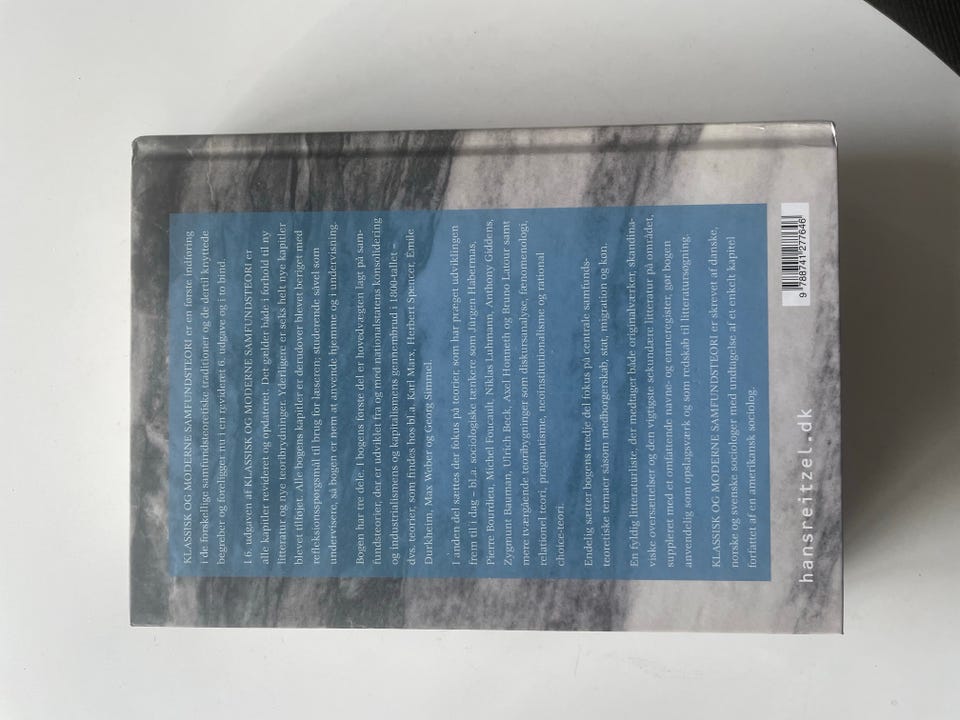 KLASSISK OG MODERNE SAMFUNDSTEORI er en første indføring
i de forskellige samfundsteoretiske traditioner og de dertil knyttede
begreber og foreligger nu i en revideret 6. udgave og i to bind.
I 6. udgaven af KLASSISK OG MODERNE SAMFUNDSTEORI er
alle kapitler revideret og opdateret. Det gælder både i forhold til ny
litteratur og nye teoribrydninger. Yderligere er seks helt nye kapitler
blevet tilføjet. Alle bogens kapitler er derudover blevet beriget med
refleksionsspørgsmål til brug for læseren; studerende såvel som
undervisere, så bogen er nem at anvende hjemme og i undervisning.
Bogen har tre dele. I bogens første del er hovedvægten lagt på sam-
fundsteorier, der er udviklet fra og med nationalstatens konsolidering
og industrialismens og kapitalismens gennembrud i 1800-tallet –
dvs. teorier, som findes hos bl.a. Karl Marx, Herbert Spencer, Emile
Durkheim, Max Weber og Georg Simmel.
I anden del sættes der fokus på teorier, som har præget udviklingen
frem til i dag – bl.a. sociologiske tænkere som Jürgen Habermas,
Pierre Bourdieu, Michel Foucault, Niklas Luhmann, Anthony Giddens,
Zygmunt Bauman, Ulrich Beck, Axel Honneth og Bruno Latour samt
mere tværgående teoribygninger som diskursanalyse, fænomenologi,
relationel teori, pragmatisme, neoinstitutionalisme og rational
choice-teori.
Endelig sætter bogens tredje del fokus på centrale samfunds-
teoretiske temaer såsom medborgerskab, stat, migration og køn.
En fyldig litteraturliste, der medtager både originalværker, skandina-
viske oversættelser og den vigtigste sekundære litteratur på området,
suppleret med et omfattende navne- og emneregister, gør bogen
anvendelig som opslagsværk og som redskab til litteratursøgning.
KLASSISK OG MODERNE SAMFUNDSTEORI er skrevet af danske,
norske og svenske sociologer med undtagelse af et enkelt kapitel
forfattet af en amerikansk sociolog.
hansreitzel.dk
9 788741 277646